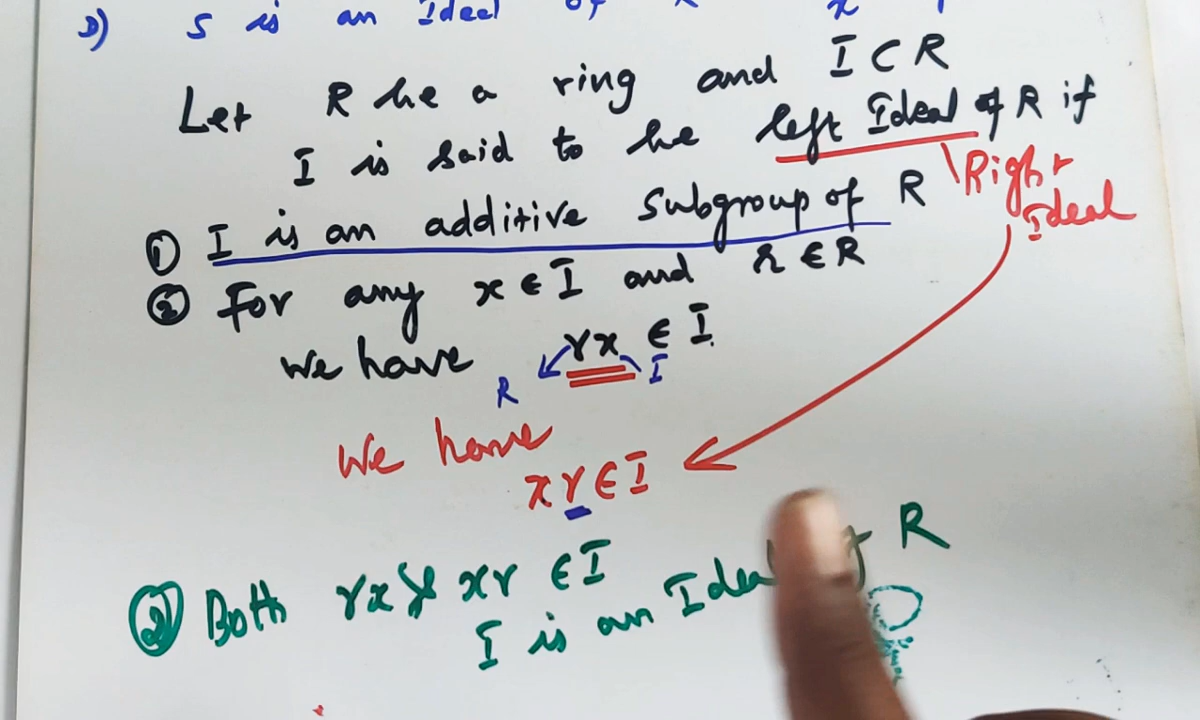 D) S is an Ideal of R
Let R be a ring and I ⊂ R
I is said to be left Ideal of R if
Right
Ideal
① I is an additive subgroup of R
② For any x ∈ I and r ∈ R
we have rx ∈ I.
R I
We have
xr ∈ I
② Both rx & xr ∈ I
I is an Ideal of R